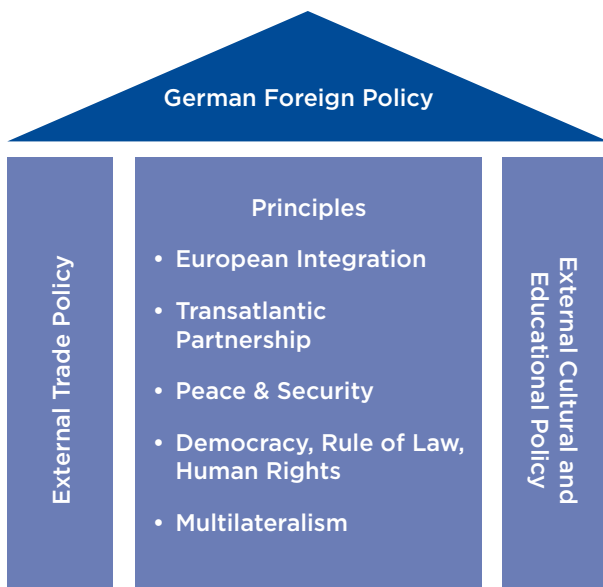 German Foreign Policy
External Trade Policy
Principles
• European Integration
• Transatlantic
Partnership
• Peace & Security
• Democracy, Rule of Law,
Human Rights
• Multilateralism
External Cultural and
Educational Policy